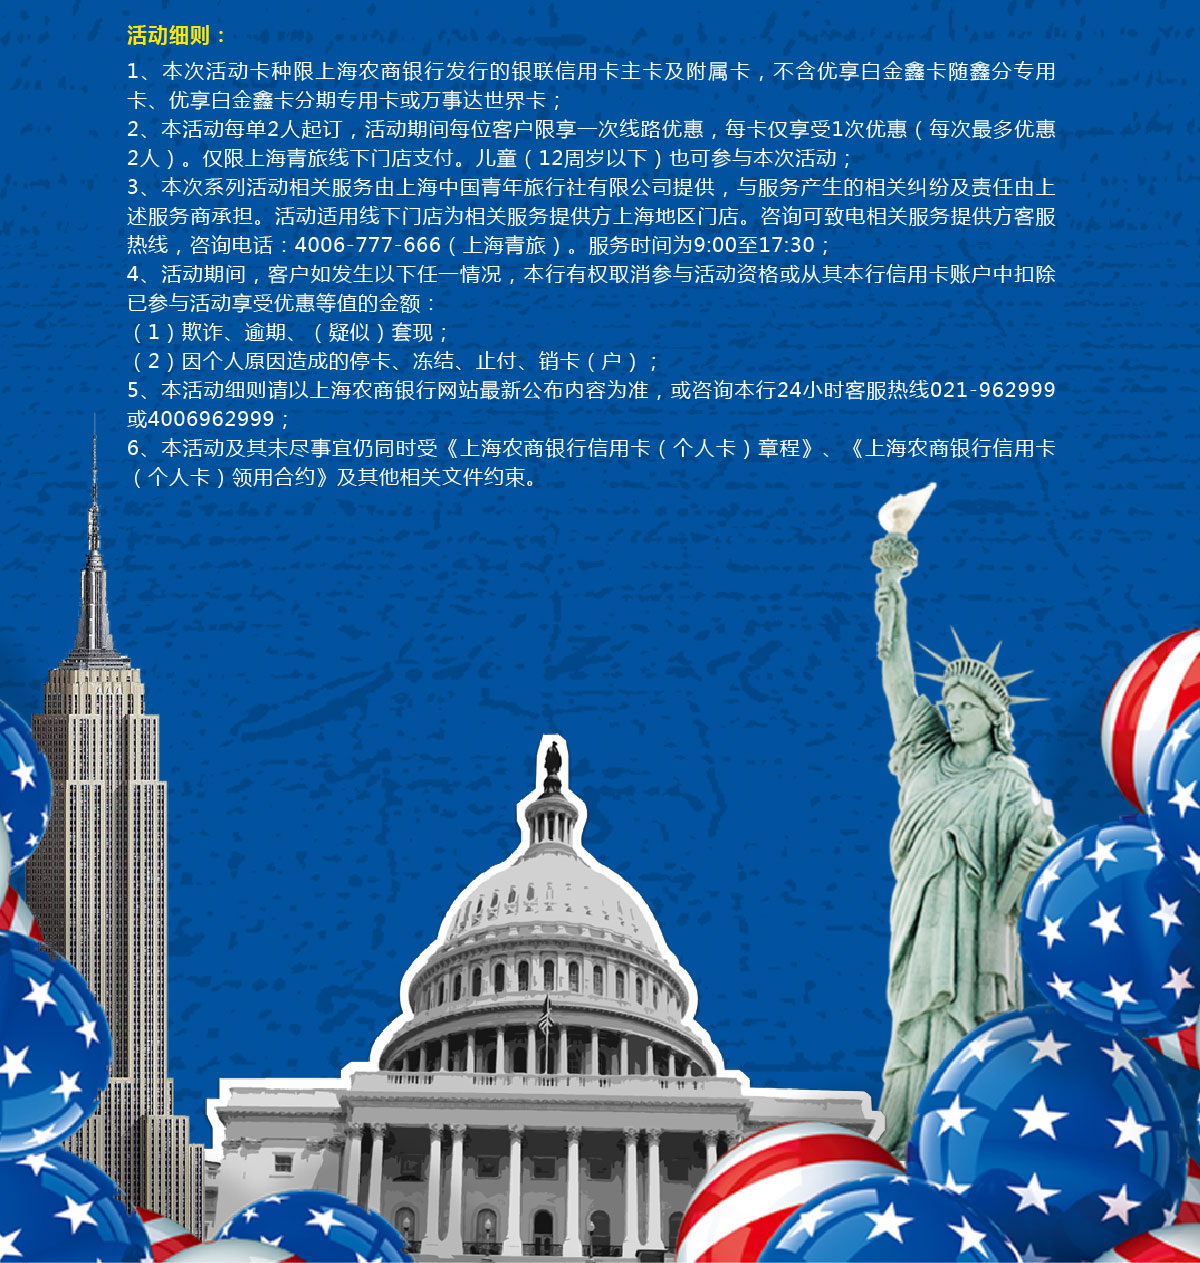 活动细则：
1、本次活动卡种限上海农商银行发行的银联信用卡主卡及附属卡，不含优享白金鑫卡随鑫分专用
卡、优享白金鑫卡分期专用卡或万事达世界卡；
2、本活动每单2人起订，活动期间每位客户限享一次线路优惠，每卡仅享受1次优惠（每次最多优惠
2人）。仅限上海青旅线下门店支付。儿童（12周岁以下）也可参与本次活动；
3、本次系列活动相关服务由上海中国青年旅行社有限公司提供，与服务产生的相关纠纷及责任由上
述服务商承担。活动适用线下门店为相关服务提供方上海地区门店。咨询可致电相关服务提供方客服
热线，咨询电话：4006-777-666（上海青旅）。服务时间为9:00至17:30；
4、活动期间，客户如发生以下任一情况，本行有权取消参与活动资格或从其本行信用卡账户中扣除
已参与活动享受优惠等值的金额：
（1）欺诈、逾期、（疑似）套现；
（2）因个人原因造成的停卡、冻结、止付、销卡（户）；
5、本活动细则请以上海农商银行网站最新公布内容为准，或咨询本行24小时客服热线021-962999
或4006962999；
6、本活动及其未尽事宜仍同时受《上海农商银行信用卡（个人卡）章程》、《上海农商银行信用卡
（个人卡）领用合约》及其他相关文件约束。